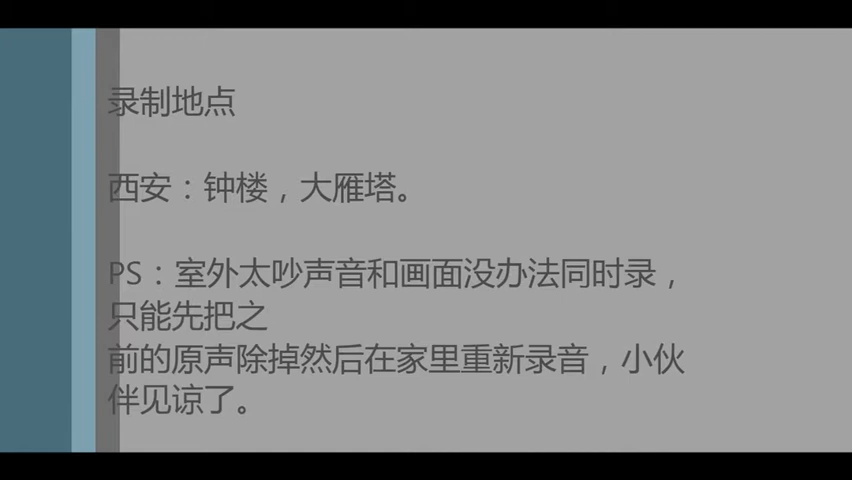 录制地点
西安：钟楼，大雁塔。
PS：室外太吵声音和画面没办法同时录，
只能先把之
前的原声除掉然后在家里重新录音，小伙
伴见谅了。